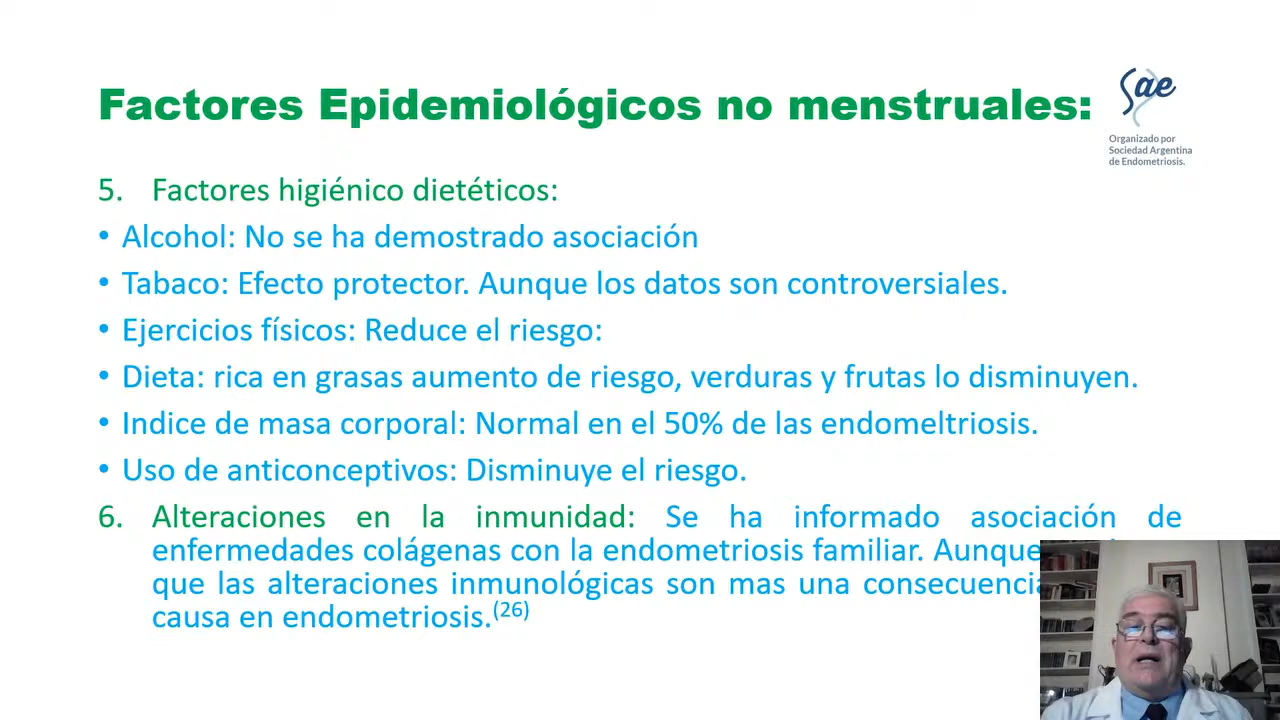 Factores Epidemiológicos no menstruales:
Sae
Organizado por
Sociedad Argentina
de Endometriosis.
5. Factores higiénico dietéticos:
• Alcohol: No se ha demostrado asociación
• Tabaco: Efecto protector. Aunque los datos son controversiales.
• Ejercicios físicos: Reduce el riesgo:
• Dieta: rica en grasas aumento de riesgo, verduras y frutas lo disminuyen.
• Indice de masa corporal: Normal en el 50% de las endomeltriosis.
• Uso de anticonceptivos: Disminuye el riesgo.
6. Alteraciones en la inmunidad: Se ha informado asociación de
enfermedades colágenas con la endometriosis familiar. Aunque
que las alteraciones inmunológicas son mas una consecuencia
causa en endometriosis.(26)